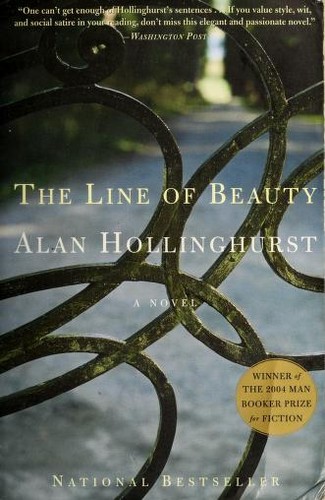 “One can't get enough of Hollinghurst's sentences . . . If you value style, wit,
and social satire in your reading, don't miss this elegant and passionate novel.”
—WASHINGTON POST
THE LINE OF BEAUTY
ALAN HOLLINGHURST
A NOVEL
WINNER of
THE 2004 MAN
BOOKER PRIZE
for FICTION
NATIONAL BESTSELLER